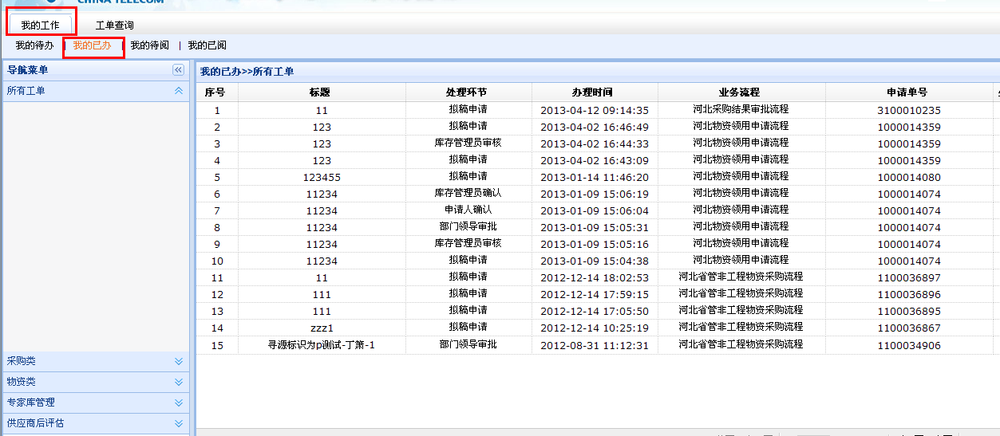 CHINA TELECOM
我的工作 工单查询
我的待办 | 我的已办 | 我的待阅 | 我的已阅
导航菜单
所有工单
采购类
物资类
专家库管理
供应商后评估
我的已办>>所有工单
序号 标题 处理环节 办理时间 业务流程 申请单号
1 11 拟稿申请 2013-04-12 09:14:35 河北采购结果审批流程 3100010235
2 123 拟稿申请 2013-04-02 16:46:49 河北物资领用申请流程 1000014359
3 123 库存管理员审核 2013-04-02 16:44:33 河北物资领用申请流程 1000014359
4 123 拟稿申请 2013-04-02 16:43:09 河北物资领用申请流程 1000014359
5 123455 拟稿申请 2013-01-14 11:46:20 河北物资领用申请流程 1000014080
6 11234 库存管理员确认 2013-01-09 15:06:19 河北物资领用申请流程 1000014074
7 11234 申请人确认 2013-01-09 15:06:04 河北物资领用申请流程 1000014074
8 11234 部门领导审批 2013-01-09 15:05:31 河北物资领用申请流程 1000014074
9 11234 库存管理员审核 2013-01-09 15:05:16 河北物资领用申请流程 1000014074
10 11234 拟稿申请 2013-01-09 15:04:38 河北物资领用申请流程 1000014074
11 11 拟稿申请 2012-12-14 18:02:53 河北省管非工程物资采购流程 1100036897
12 111 拟稿申请 2012-12-14 17:59:15 河北省管非工程物资采购流程 1100036896
13 111 拟稿申请 2012-12-14 17:05:50 河北省管非工程物资采购流程 1100036895
14 zzz1 拟稿申请 2012-12-14 10:25:19 河北省管非工程物资采购流程 1100036867
15 寻源标识为p测试-丁箫-1 部门领导审批 2012-08-31 11:12:31 河北省管非工程物资采购流程 1100034906